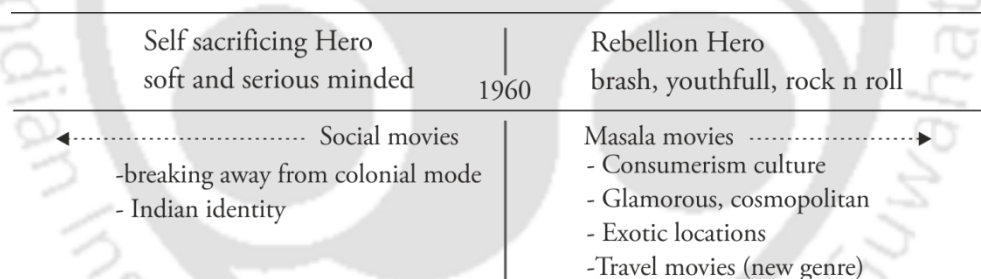 Self sacrificing Hero
soft and serious minded
1960
Rebellion Hero
brash, youthfull, rock n roll
Social movies
-breaking away from colonial mode
- Indian identity
Masala movies
- Consumerism culture
- Glamorous, cosmopolitan
- Exotic locations
-Travel movies (new genre)